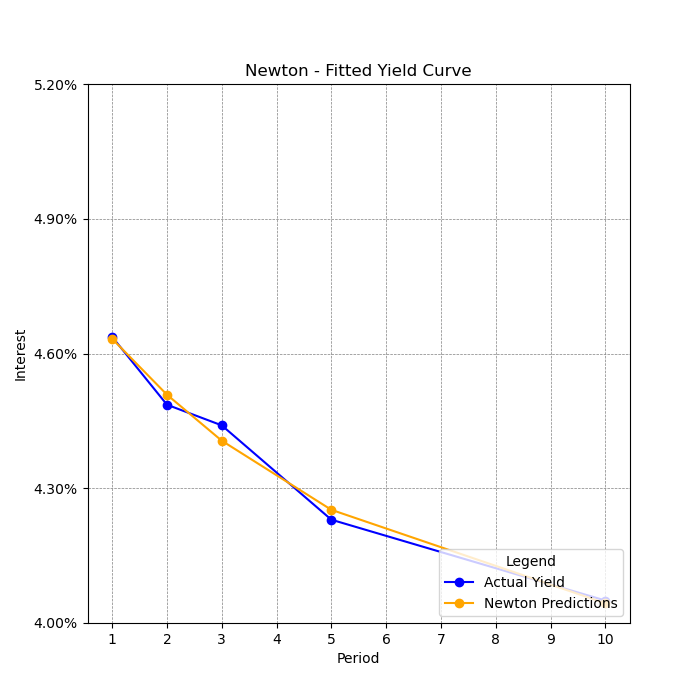 Newton - Fitted Yield Curve
5.20%
4.90%
4.60%
4.30%
4.00%
Interest
1 2 3 4 5 6 7 8 9 10
Period
Legend
Actual Yield
Newton Predictions